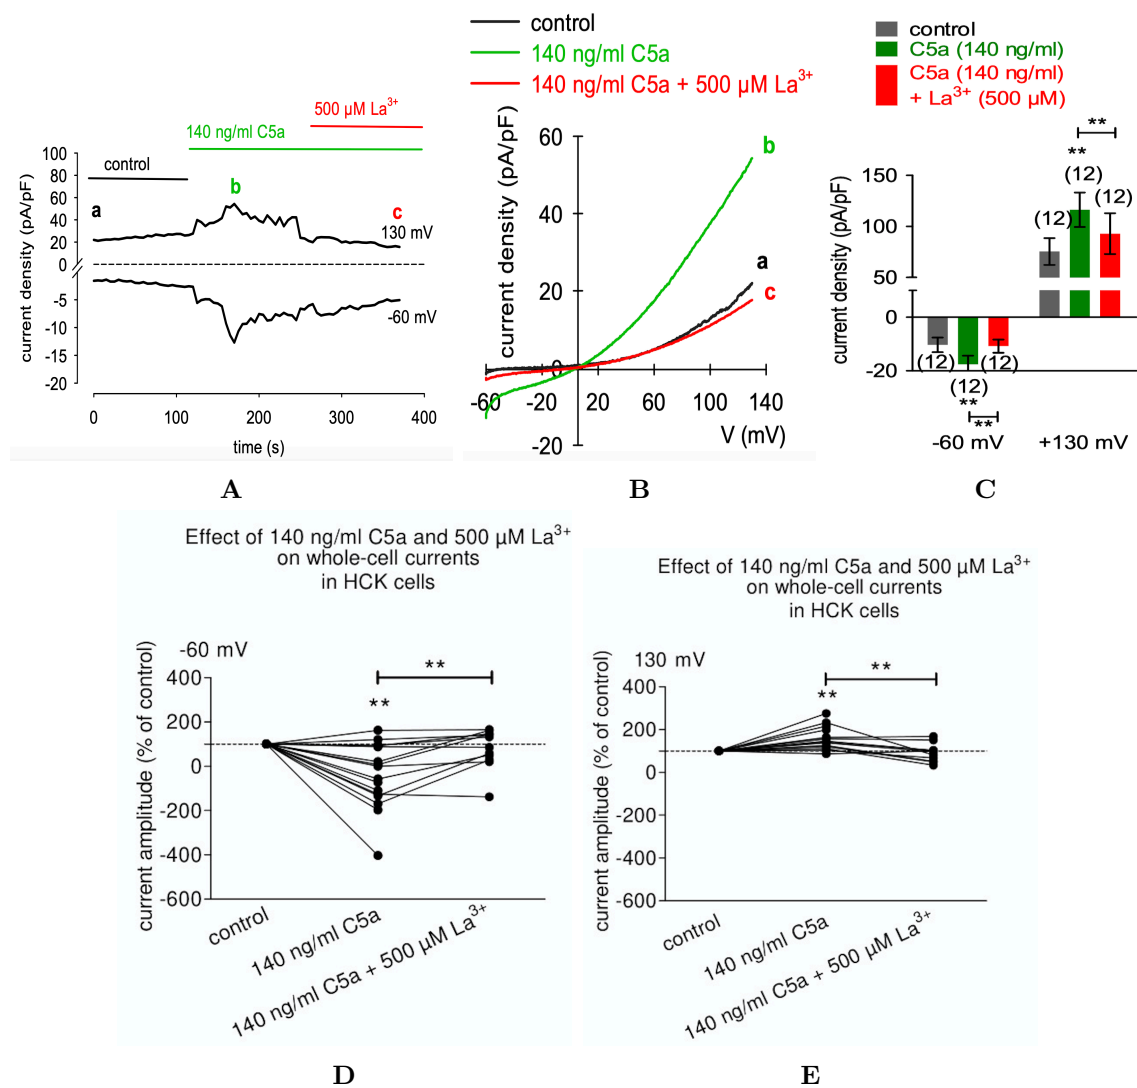 500 µM La³⁺
140 ng/ml C5a
control
a
b
c
130 mV
-60 mV
current density (pA/pF)
100
80
60
40
20
0
-5
-10
-15
-20
0
100
200
300
400
time (s)
A
control
140 ng/ml C5a
140 ng/ml C5a + 500 µM La³⁺
current density (pA/pF)
60
40
20
0
-20
b
a
c
-60
-20
20
60
100
140
V (mV)
B
control
C5a (140 ng/ml)
C5a (140 ng/ml)
+ La³⁺ (500 µM)
current density (pA/pF)
150
100
50
0
-20
**
**
(12)
(12)
(12)
(12)
(12)
(12)
**
**
-60 mV
+130 mV
C
Effect of 140 ng/ml C5a and 500 µM La³⁺
on whole-cell currents
in HCK cells
-60 mV
current amplitude (% of control)
400
200
0
-200
-400
-600
**
**
control
140 ng/ml C5a
140 ng/ml C5a + 500 µM La³⁺
D
Effect of 140 ng/ml C5a and 500 µM La³⁺
on whole-cell currents
in HCK cells
130 mV
current amplitude (% of control)
400
200
0
-200
-400
-600
**
**
control
140 ng/ml C5a
140 ng/ml C5a + 500 µM La³⁺
E